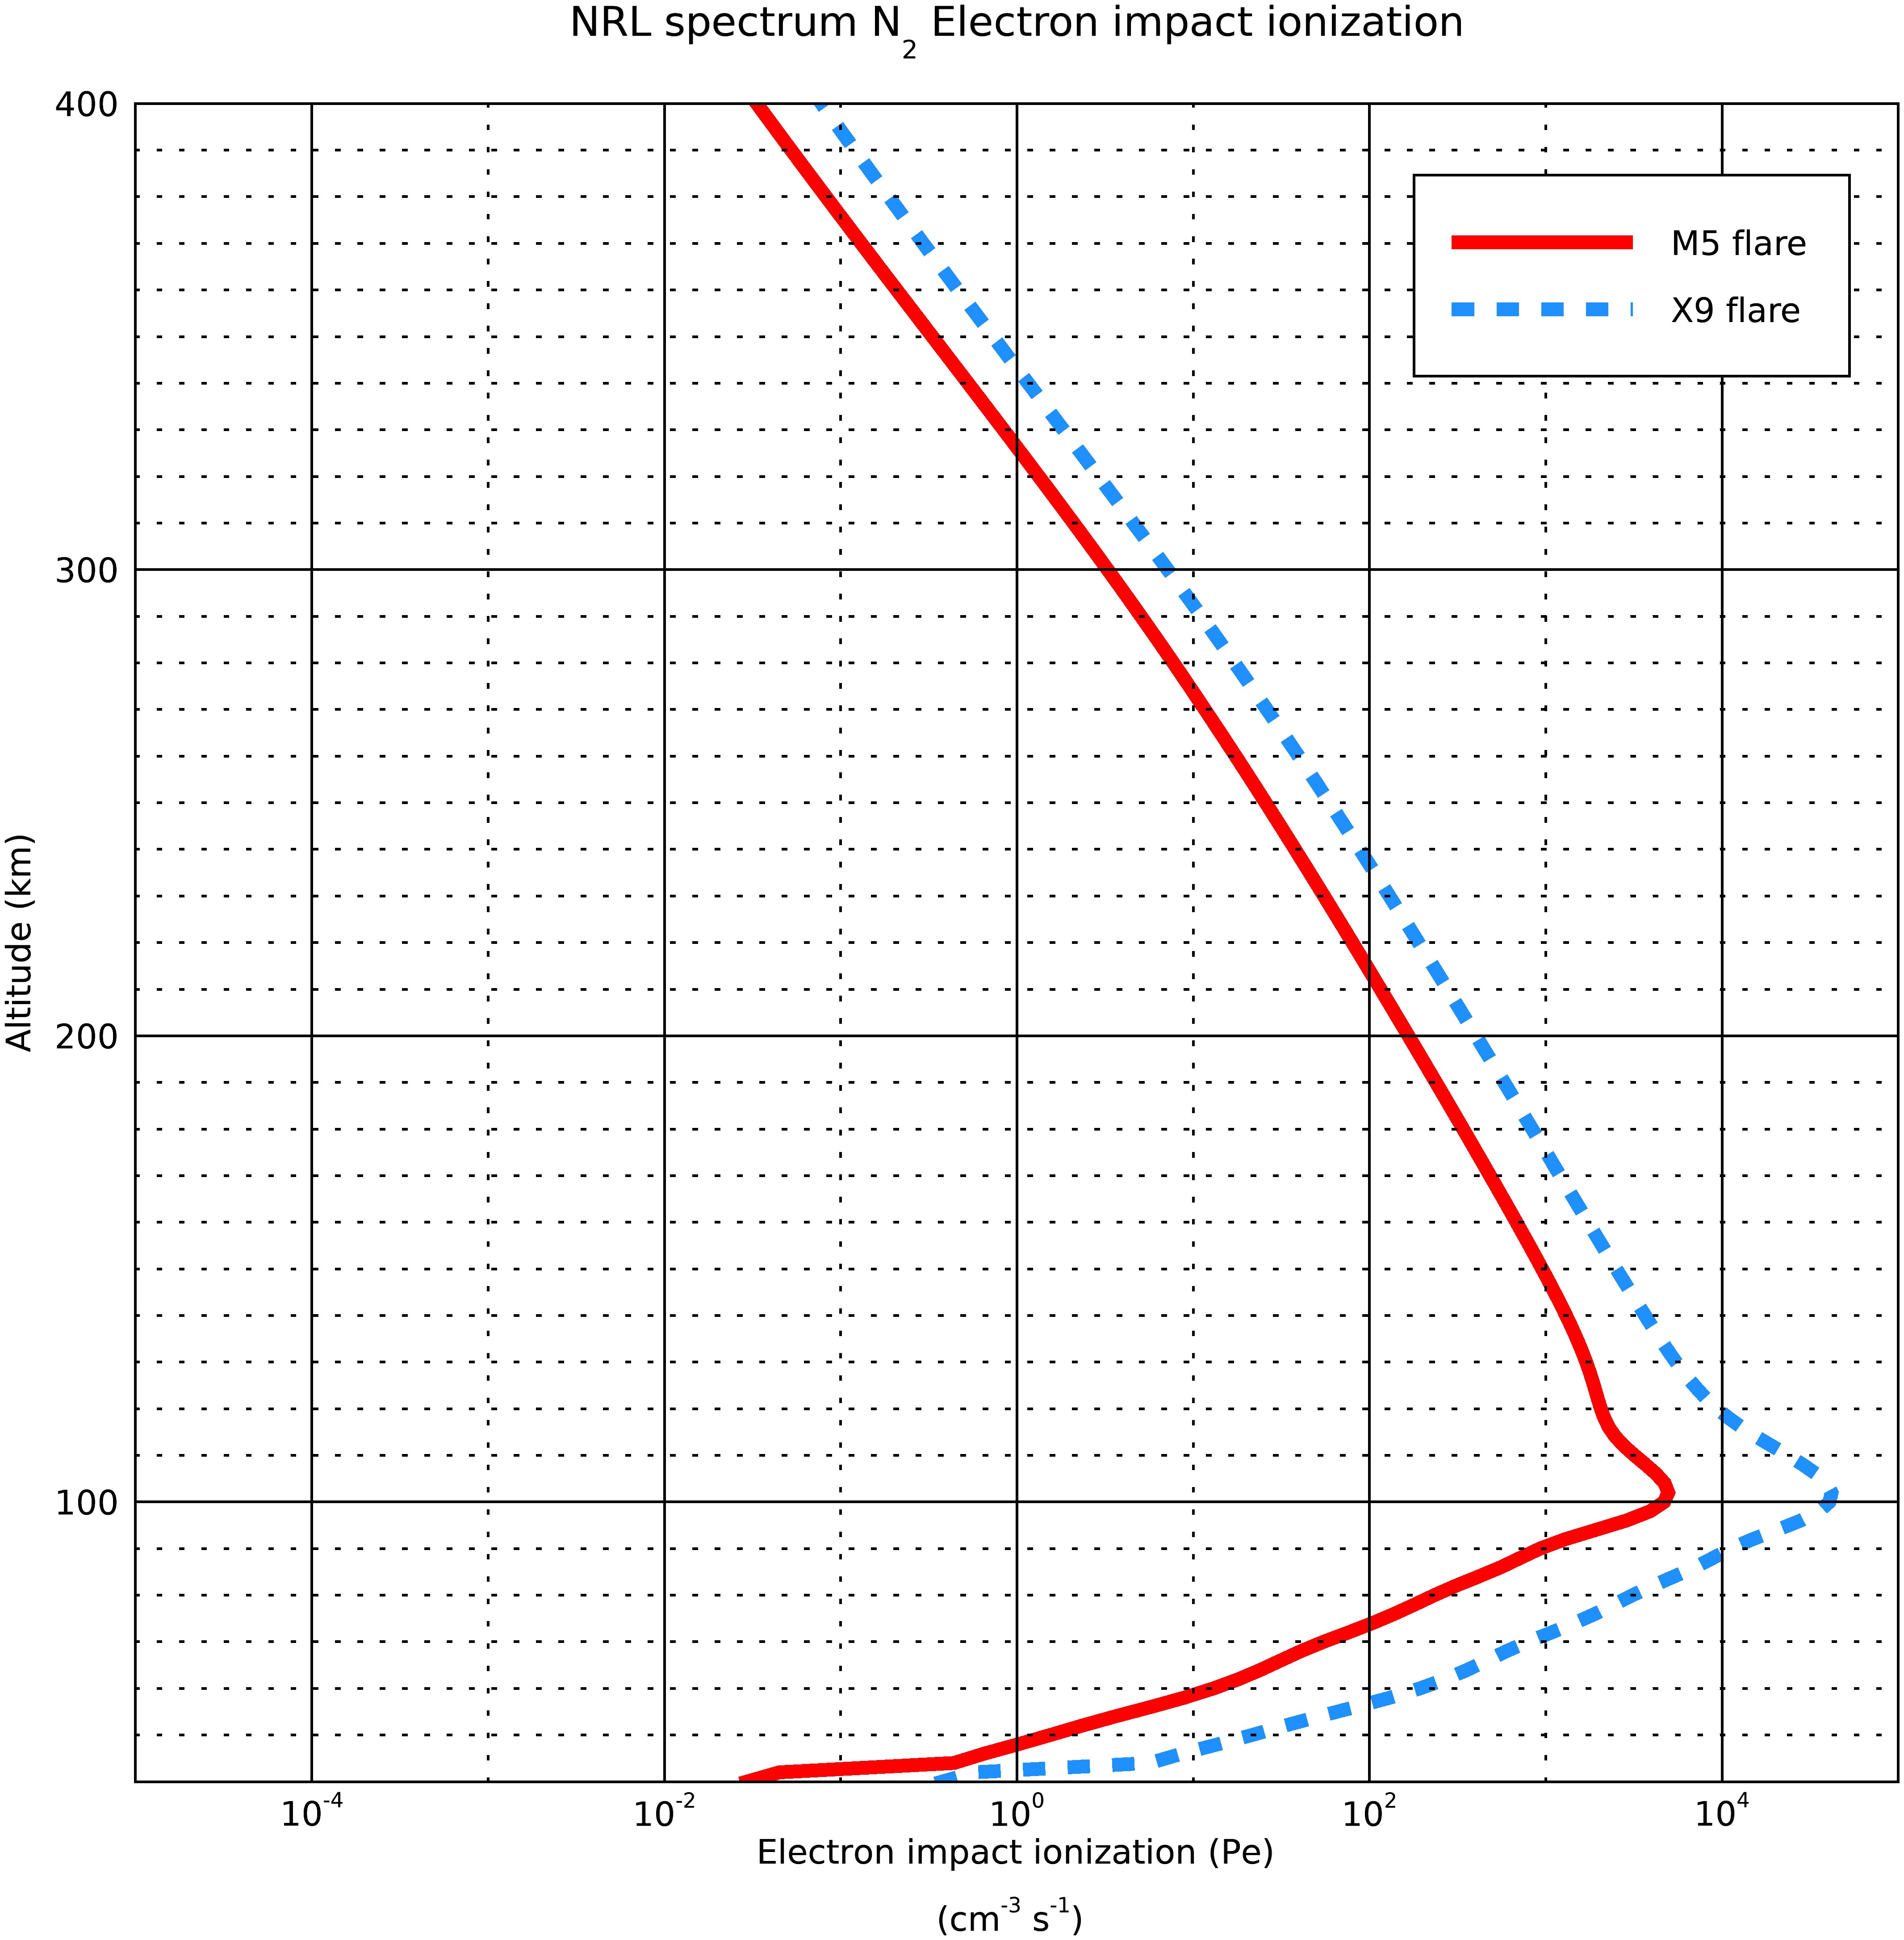 NRL spectrum N2 Electron impact ionization
400
M5 flare
X9 flare
300
Altitude (km)
200
100
10-4 10-2 100 102 104
Electron impact ionization (Pe)
(cm-3 s-1)